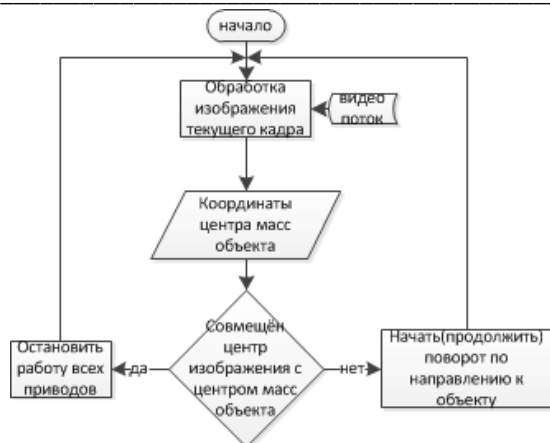 начало
Обработка
изображения
текущего кадра
видео
поток
Координаты
центра масс
объекта
Совмещён
центр
изображения с
центром масс
объекта
да
нет
Остановить
работу всех
приводов
Начать(продолжить)
поворот по
направлению к
объекту